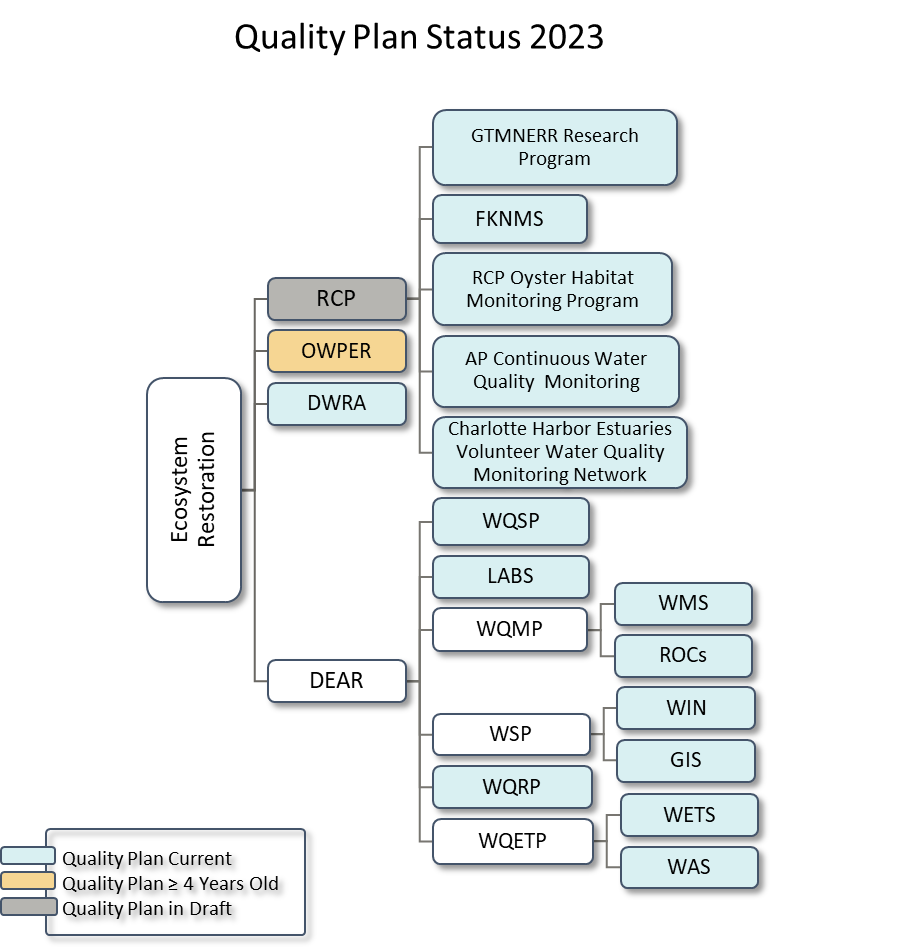 Quality Plan Status 2023
GTMNERR Research
Program
FKNMS
RCP Oyster Habitat
Monitoring Program
AP Continuous Water
Quality Monitoring
Charlotte Harbor Estuaries
Volunteer Water Quality
Monitoring Network
RCP
OWPER
DWRA
Ecosystem
Restoration
DEAR
WQSP
LABS
WQMP
WMS
ROCs
WSP
WIN
GIS
WQRP
WQETP
WETS
WAS
Quality Plan Current
Quality Plan ≥ 4 Years Old
Quality Plan in Draft